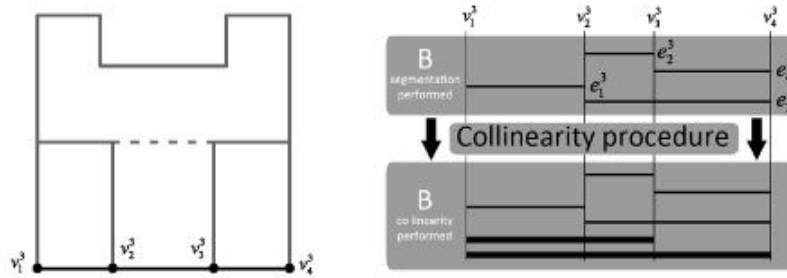 v₁³ v₂³ v₃³ v₄³
v₁³ v₂³ v₃³ v₄³
B
segmentation
performed
e₂³
e₁³
Collinearity procedure
B
co linearity
performed